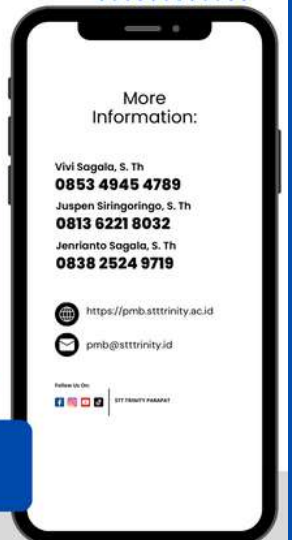 More
Information:
Vivi Sagala, S. Th
0853 4945 4789
Juspen Siringoringo, S. Th
0813 6221 8032
Jenrianto Sagala, S. Th
0838 2524 9719
https://pmb.stttrinity.ac.id
pmb@stttrinity.id
Follow Us On:
STT TRINITY PARAPAT